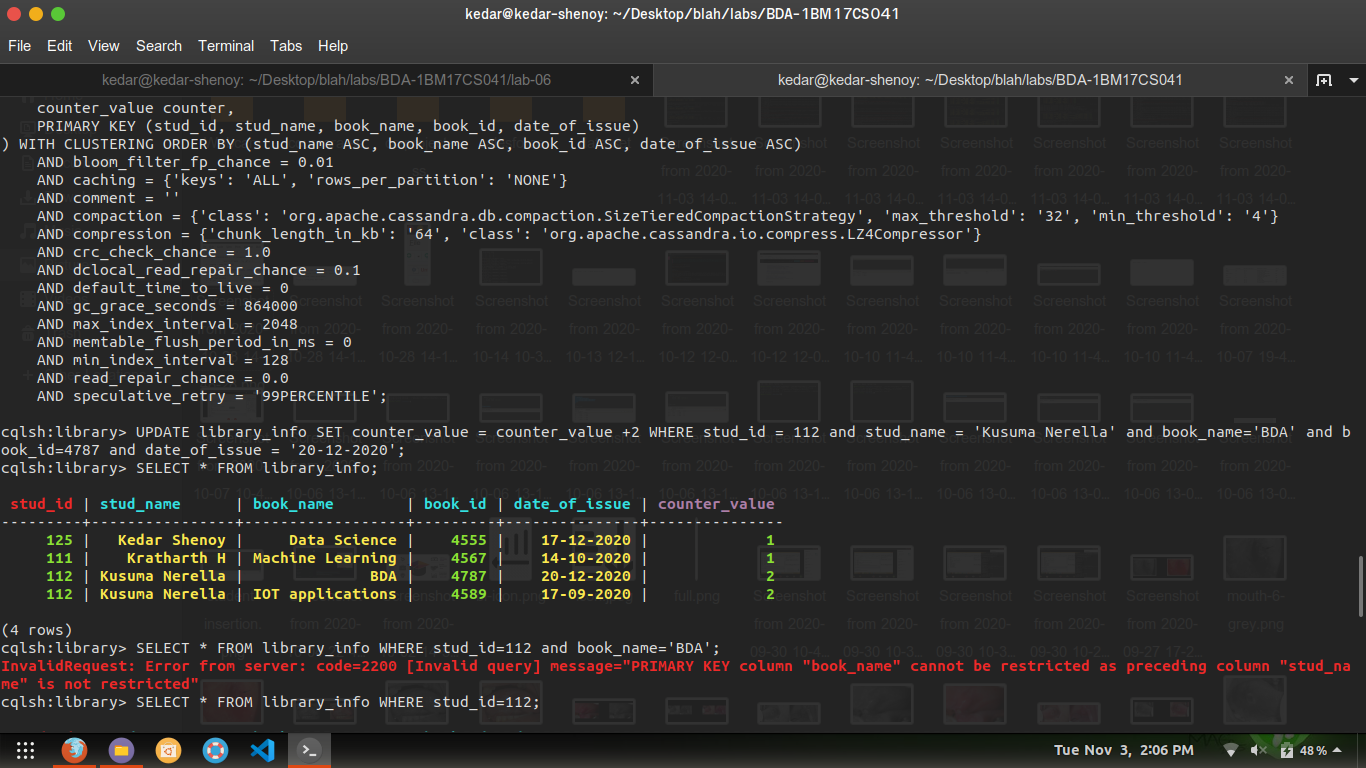 kedar@kedar-shenoy: ~/Desktop/blah/labs/BDA-1BM17CS041
File Edit View Search Terminal Tabs Help
kedar@kedar-shenoy: ~/Desktop/blah/labs/BDA-1BM17CS041/lab-06 × kedar@kedar-shenoy: ~/Desktop/blah/labs/BDA-1BM17CS041 ×
    counter_value counter,
    PRIMARY KEY (stud_id, stud_name, book_name, book_id, date_of_issue)
) WITH CLUSTERING ORDER BY (stud_name ASC, book_name ASC, book_id ASC, date_of_issue ASC)
    AND bloom_filter_fp_chance = 0.01
    AND caching = {'keys': 'ALL', 'rows_per_partition': 'NONE'}
    AND comment = ''
    AND compaction = {'class': 'org.apache.cassandra.db.compaction.SizeTieredCompactionStrategy', 'max_threshold': '32', 'min_threshold': '4'}
    AND compression = {'chunk_length_in_kb': '64', 'class': 'org.apache.cassandra.io.compress.LZ4Compressor'}
    AND crc_check_chance = 1.0
    AND dclocal_read_repair_chance = 0.1
    AND default_time_to_live = 0
    AND gc_grace_seconds = 864000
    AND max_index_interval = 2048
    AND memtable_flush_period_in_ms = 0
    AND min_index_interval = 128
    AND read_repair_chance = 0.0
    AND speculative_retry = '99PERCENTILE';
cqlsh:library> UPDATE library_info SET counter_value = counter_value +2 WHERE stud_id = 112 and stud_name = 'Kusuma Nerella' and book_name='BDA' and b
ook_id=4787 and date_of_issue = '20-12-2020';
cqlsh:library> SELECT * FROM library_info;
 stud_id | stud_name      | book_name        | book_id | date_of_issue | counter_value
---------+----------------+------------------+---------+---------------+---------------
     125 |   Kedar Shenoy |     Data Science |    4555 |    17-12-2020 |             1
     111 |    Kratharth H | Machine Learning |    4567 |    14-10-2020 |             1
     112 | Kusuma Nerella |              BDA |    4787 |    20-12-2020 |             2
     112 | Kusuma Nerella | IOT applications |    4589 |    17-09-2020 |             2
(4 rows)
cqlsh:library> SELECT * FROM library_info WHERE stud_id=112 and book_name='BDA';
InvalidRequest: Error from server: code=2200 [Invalid query] message="PRIMARY KEY column "book_name" cannot be restricted as preceding column "stud_na
me" is not restricted"
cqlsh:library> SELECT * FROM library_info WHERE stud_id=112;
Tue Nov 3, 2:06 PM 48 %